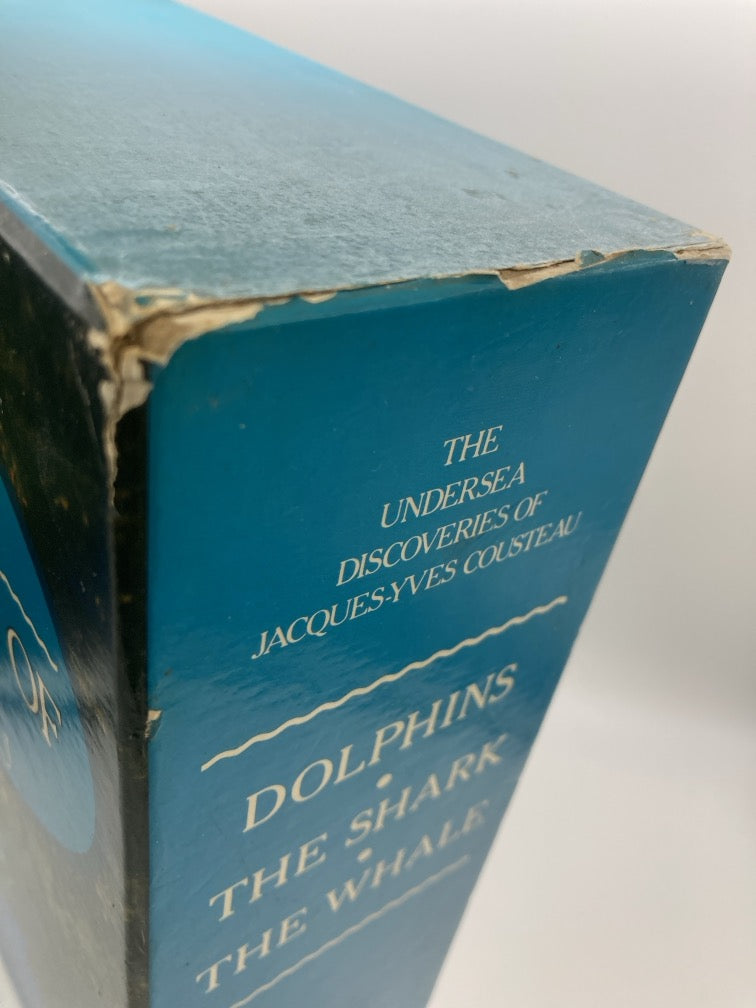 THE
UNDERSEA
DISCOVERIES OF
JACQUES-YVES COUSTEAU
DOLPHINS
•
THE SHARK
•
THE WHALE